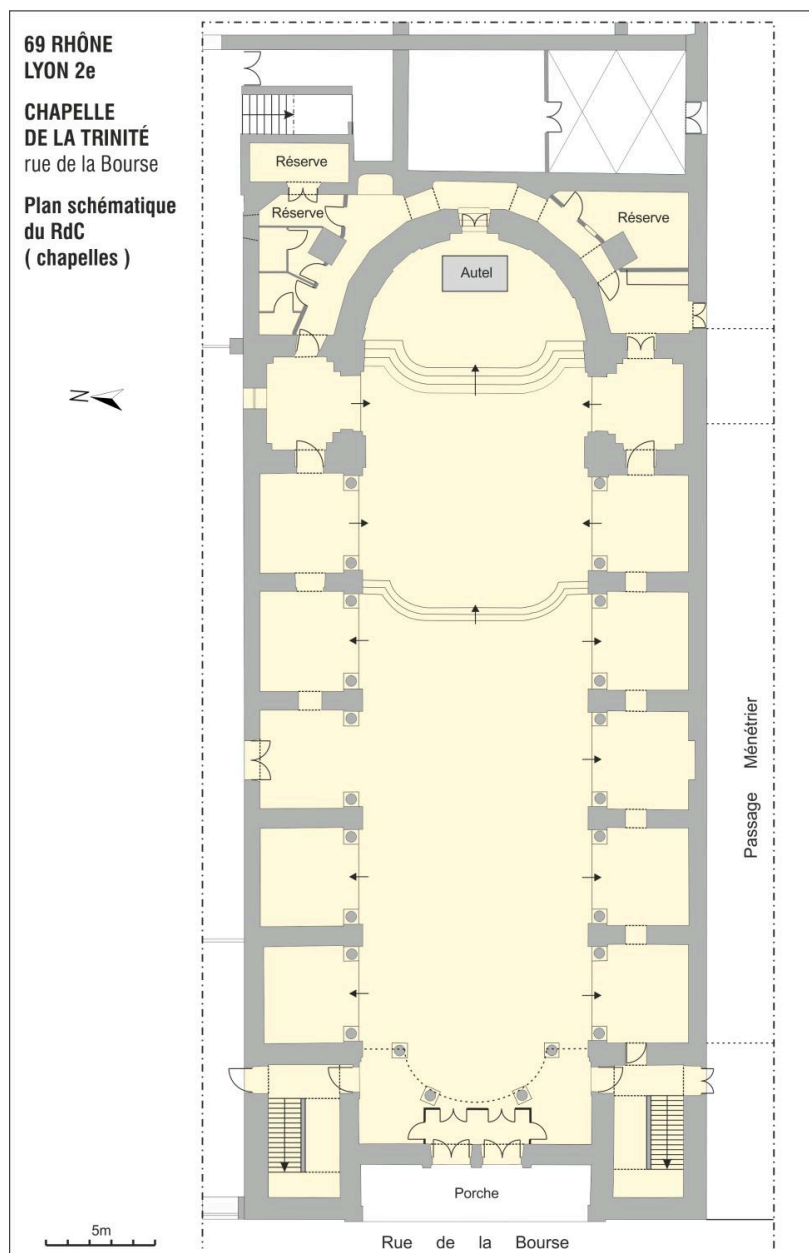 69 RHÔNE
LYON 2e
CHAPELLE
DE LA TRINITÉ
rue de la Bourse
Plan schématique
du RdC
( chapelles )
Réserve
Réserve
Réserve
Autel
N
Passage Ménétrier
Porche
5m
Rue de la Bourse